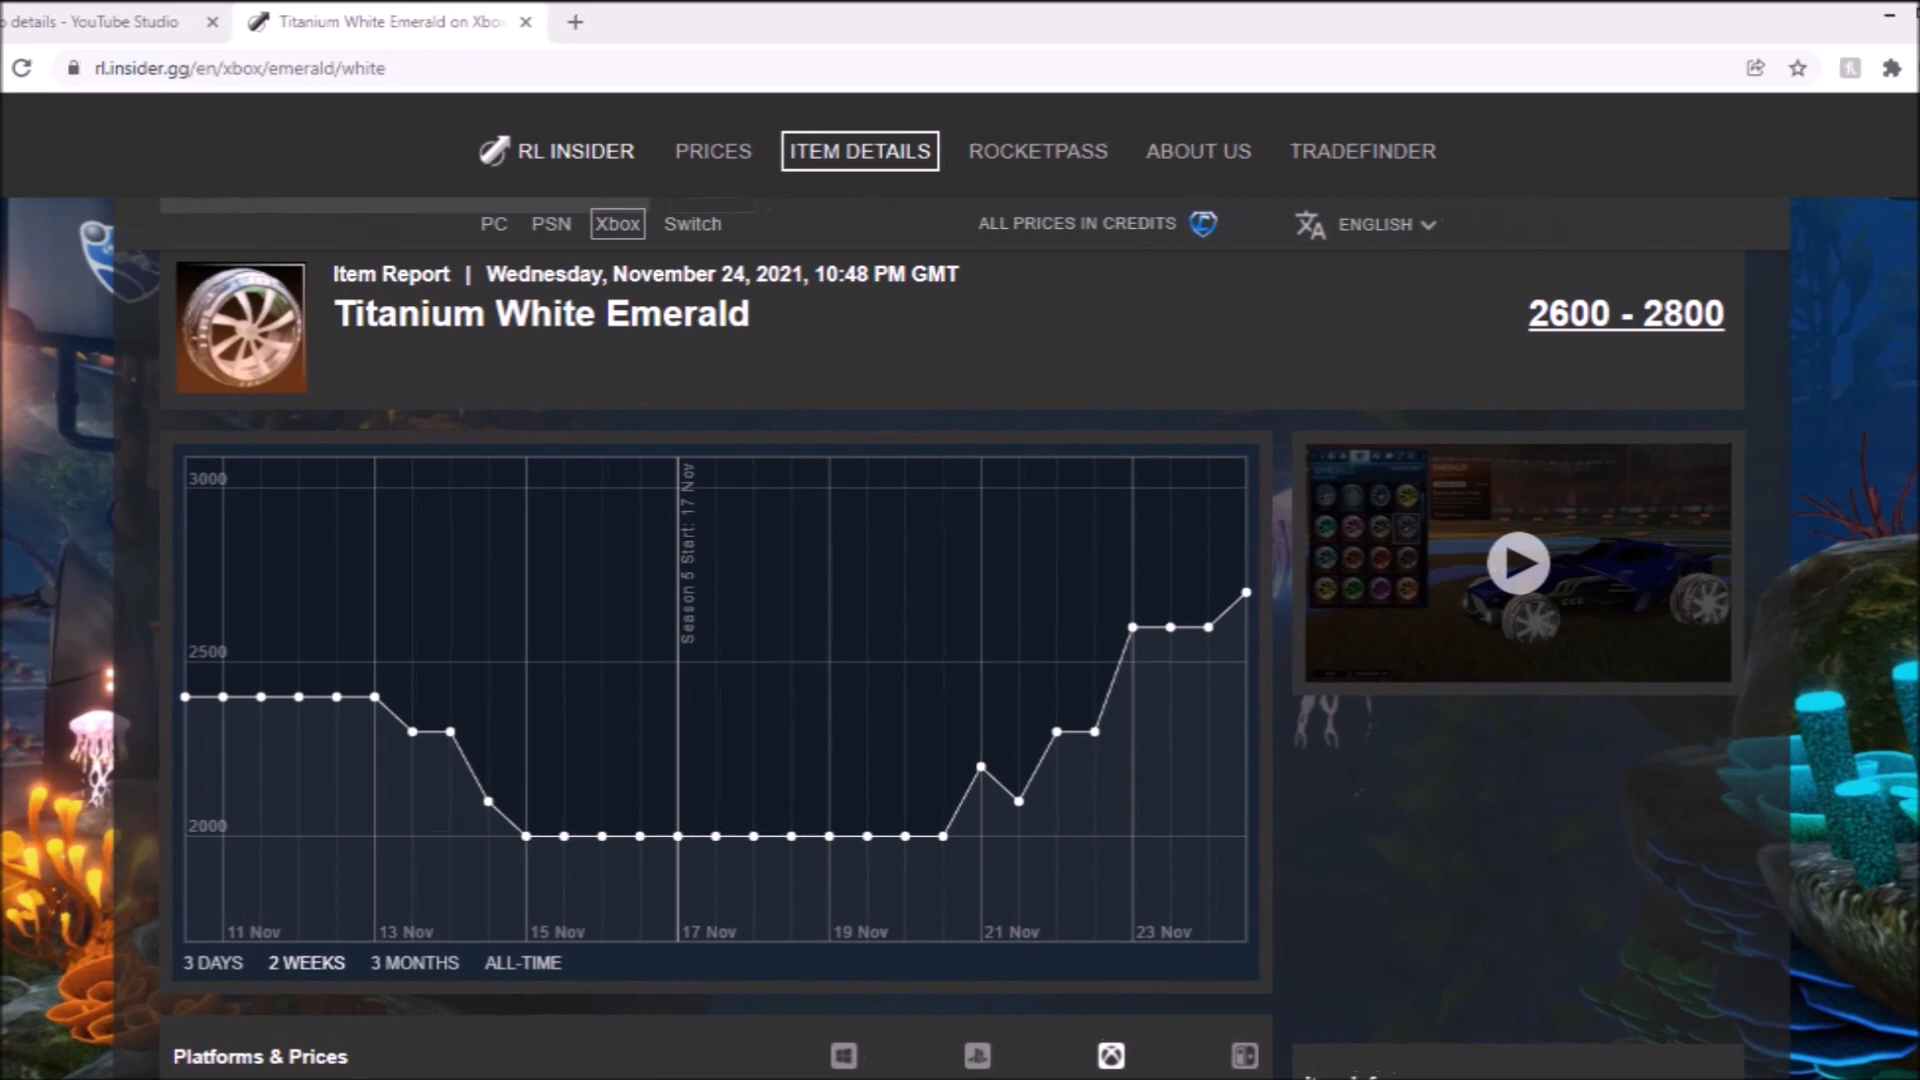 o details - YouTube Studio
Titanium White Emerald on Xbo
rl.insider.gg/en/xbox/emerald/white
RL INSIDER
PRICES
ITEM DETAILS
ROCKETPASS
ABOUT US
TRADEFINDER
PC
PSN
Xbox
Switch
ALL PRICES IN CREDITS
ENGLISH
Item Report | Wednesday, November 24, 2021, 10:48 PM GMT
Titanium White Emerald
2600 - 2800
3000
2500
2000
Season 5 Start: 17 Nov
11 Nov
13 Nov
15 Nov
17 Nov
19 Nov
21 Nov
23 Nov
3 DAYS
2 WEEKS
3 MONTHS
ALL-TIME
Platforms & Prices